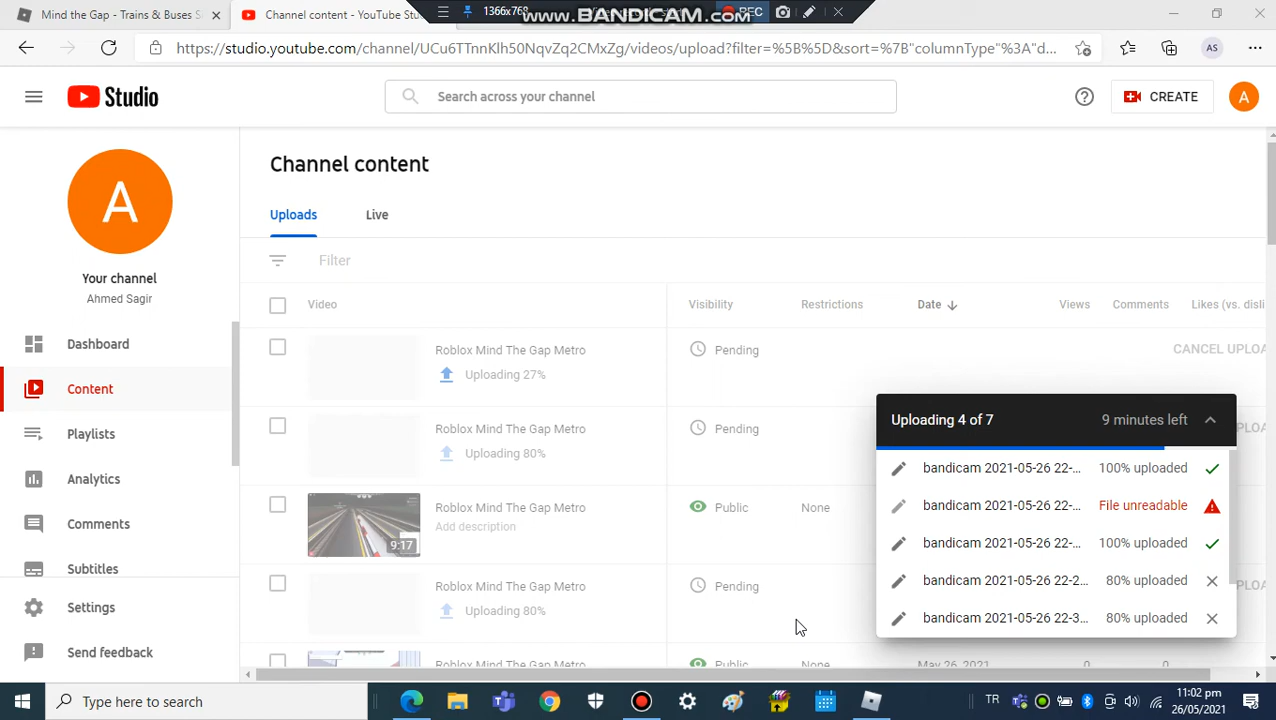 Mind the Gap - Trains & Business S
Channel content - YouTube Stu
1366x768
www.BANDICAM.com
REC
https://studio.youtube.com/channel/UCu6TTnnKlh50NqvZq2CMxZg/videos/upload?filter=%5B%5D&sort=%7B"columnType"%3A"d...
AS
Studio
Search across your channel
CREATE
A
A
Your channel
Ahmed Sagir
Dashboard
Content
Playlists
Analytics
Comments
Subtitles
Settings
Send feedback
Channel content
Uploads
Live
Filter
Video
Visibility
Restrictions
Date
Views
Comments
Likes (vs. disli
Roblox Mind The Gap Metro
Uploading 27%
Pending
CANCEL UPLOA
Roblox Mind The Gap Metro
Uploading 80%
Pending
9:17
Roblox Mind The Gap Metro
Add description
Public
None
Roblox Mind The Gap Metro
Uploading 80%
Pending
Roblox Mind The Gap Metro
Public
None
May 26, 2021
0
0
Uploading 4 of 7
9 minutes left
bandicam 2021-05-26 22-...
100% uploaded
bandicam 2021-05-26 22-...
File unreadable
bandicam 2021-05-26 22-...
100% uploaded
bandicam 2021-05-26 22-2...
80% uploaded
bandicam 2021-05-26 22-3...
80% uploaded
Type here to search
TR
11:02 pm
26/05/2021